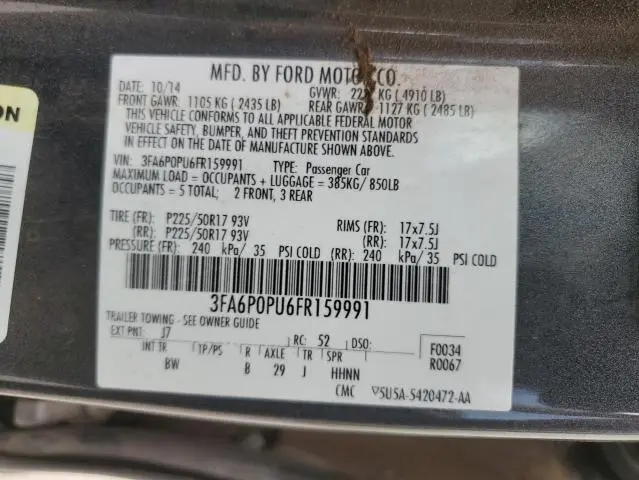 ON
MFD. BY FORD MOTOR CO.
DATE: 10/14 GVWR: 22 KG ( 4910 LB)
FRONT GAWR: 1105 KG ( 2435 LB) REAR GAWR: 1127 KG ( 2485 LB)
THIS VEHICLE CONFORMS TO ALL APPLICABLE FEDERAL MOTOR
VEHICLE SAFETY, BUMPER, AND THEFT PREVENTION STANDARDS
IN EFFECT ON THE DATE OF MANUFACTURE SHOWN ABOVE.
VIN: 3FA6P0PU6FR159991 TYPE: Passenger Car
MAXIMUM LOAD = OCCUPANTS + LUGGAGE = 385KG/ 850LB
OCCUPANTS = 5 TOTAL: 2 FRONT, 3 REAR
TIRE (FR): P225/50R17 93V RIMS (FR): 17x7.5J
(RR): P225/50R17 93V (RR): 17x7.5J
PRESSURE (FR): 240 kPa/ 35 PSI COLD (RR): 240 kPa/ 35 PSI COLD
3FA6P0PU6FR159991
TRAILER TOWING - SEE OWNER GUIDE
EXT PNT: J7 RC: 52 DSO: F0034
INT TR TP/PS R AXLE TR SPR R0067
BW B 29 J HHNN
CMC 5U5A-5420472-AA